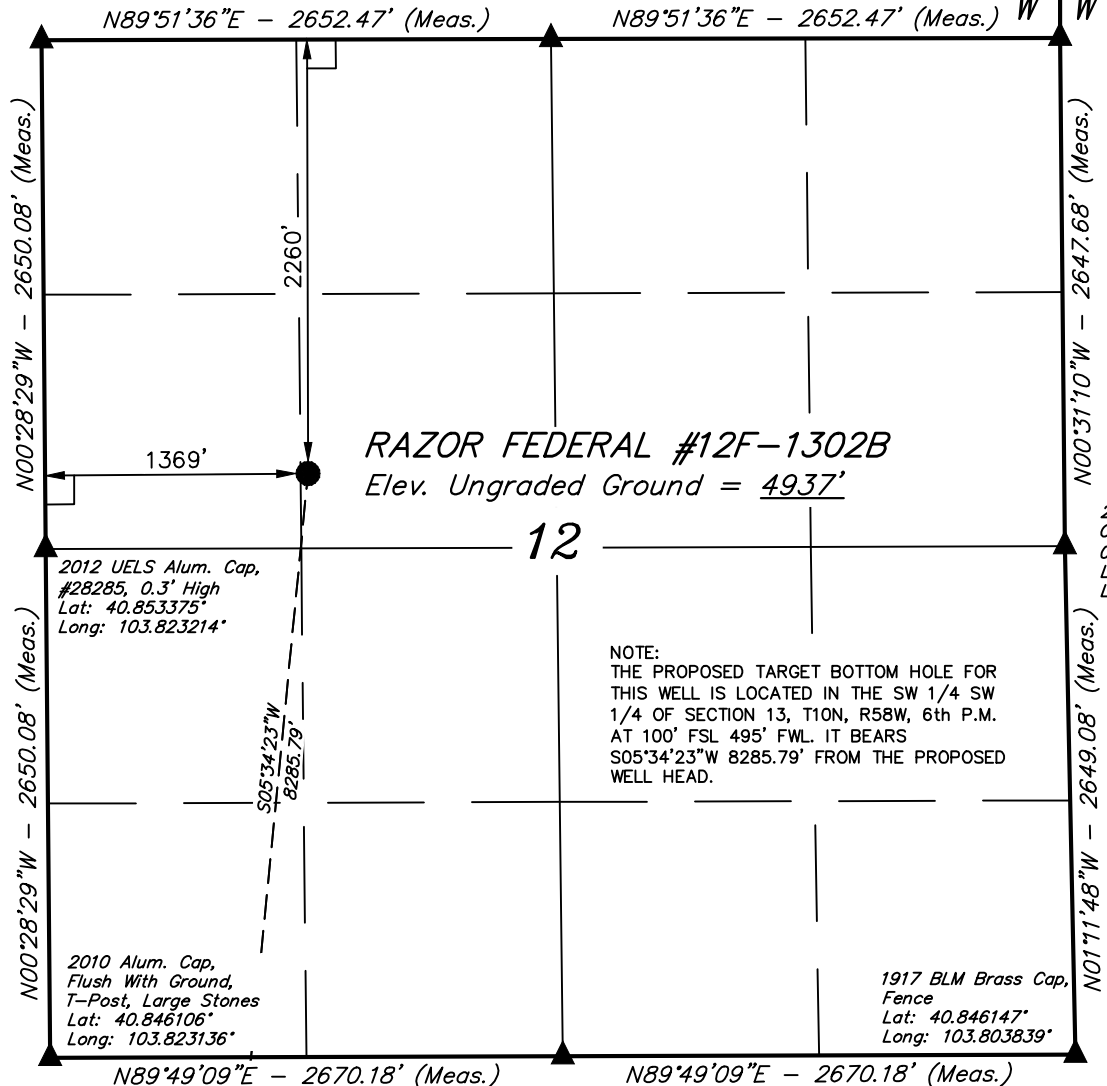 N89°51'36"E - 2652.47' (Meas.)
N89°51'36"E - 2652.47' (Meas.)
W W
N00°28'29"W - 2650.08' (Meas.)
N00°31'10"W - 2647.68' (Meas.)
2260'
1369'
RAZOR FEDERAL #12F-1302B
Elev. Ungraded Ground = 4937'
12
2012 UELS Alum. Cap,
#28285, 0.3' High
Lat: 40.853375°
Long: 103.823214°
NOTE:
THE PROPOSED TARGET BOTTOM HOLE FOR
THIS WELL IS LOCATED IN THE SW 1/4 SW
1/4 OF SECTION 13, T10N, R58W, 6th P.M.
AT 100' FSL 495' FWL. IT BEARS
S05°34'23"W 8285.79' FROM THE PROPOSED
WELL HEAD.
S05°34'23"W
8285.79'
N00°28'29"W - 2650.08' (Meas.)
N01°11'48"W - 2649.08' (Meas.)
2010 Alum. Cap,
Flush With Ground,
T-Post, Large Stones
Lat: 40.846106°
Long: 103.823136°
1917 BLM Brass Cap,
Fence
Lat: 40.846147°
Long: 103.803839°
N89°49'09"E - 2670.18' (Meas.)
N89°49'09"E - 2670.18' (Meas.)